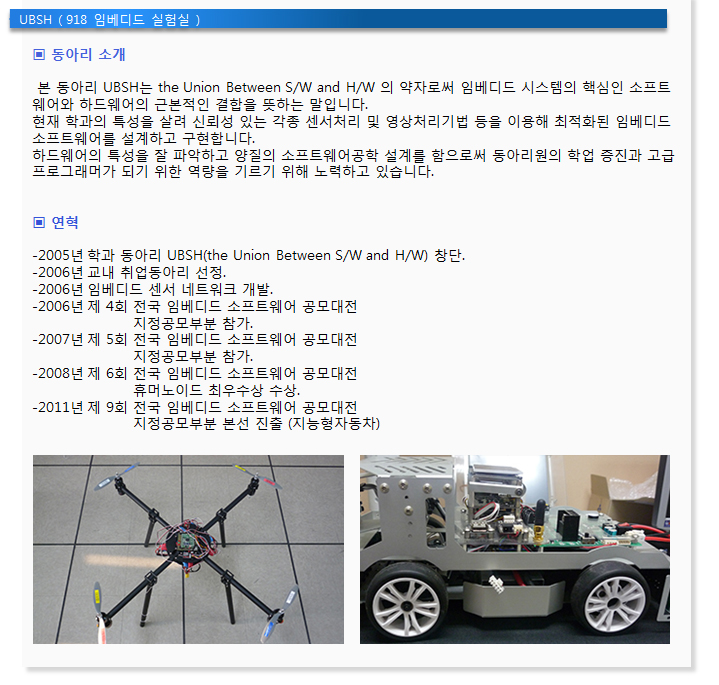 UBSH ( 918 임베디드 실험실 )
▣ 동아리 소개
본 동아리 UBSH는 the Union Between S/W and H/W 의 약자로써 임베디드 시스템의 핵심인 소프트
웨어와 하드웨어의 근본적인 결합을 뜻하는 말입니다.
현재 학과의 특성을 살려 신뢰성 있는 각종 센서처리 및 영상처리기법 등을 이용해 최적화된 임베디드
소프트웨어를 설계하고 구현합니다.
하드웨어의 특성을 잘 파악하고 양질의 소프트웨어공학 설계를 함으로써 동아리원의 학업 증진과 고급
프로그래머가 되기 위한 역량을 기르기 위해 노력하고 있습니다.
▣ 연혁
-2005년 학과 동아리 UBSH(the Union Between S/W and H/W) 창단.
-2006년 교내 취업동아리 선정.
-2006년 임베디드 센서 네트워크 개발.
-2006년 제 4회 전국 임베디드 소프트웨어 공모대전
지정공모부분 참가.
-2007년 제 5회 전국 임베디드 소프트웨어 공모대전
지정공모부분 참가.
-2008년 제 6회 전국 임베디드 소프트웨어 공모대전
휴머노이드 최우수상 수상.
-2011년 제 9회 전국 임베디드 소프트웨어 공모대전
지정공모부분 본선 진출 (지능형자동차)